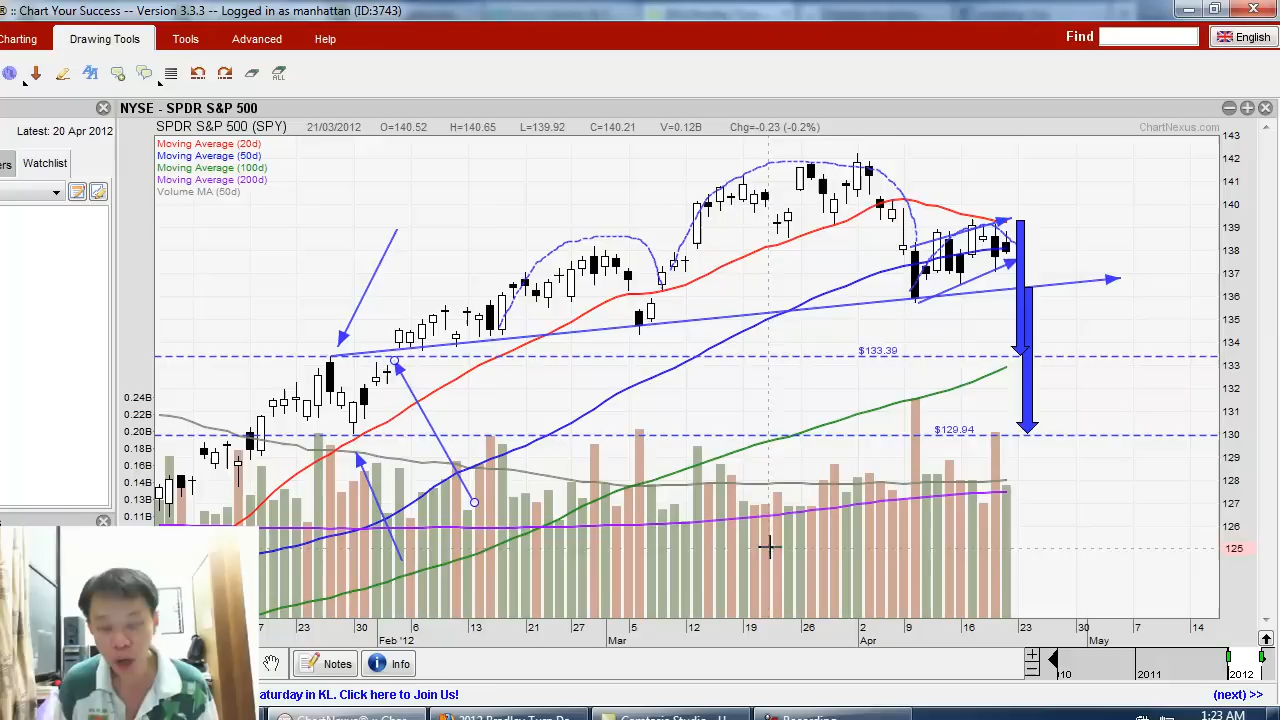 ® :: Chart Your Success -- Version 3.3.3 -- Logged in as manhattan (ID:3743)
Charting Drawing Tools Tools Advanced Help Find English
ALL
NYSE - SPDR S&P 500
Latest: 20 Apr 2012
SPDR S&P 500 (SPY) 21/03/2012 O=140.52 H=140.65 L=139.92 C=140.21 V=0.12B Chg=-0.23 (-0.2%) ChartNexus.com
Watchlist
Moving Average (20d)
Moving Average (50d)
Moving Average (100d)
Moving Average (200d)
Volume MA (50d)
143
142
141
140
139
138
137
136
135
134
133
132
131
130
129
128
127
126
125
$133.39
$129.94
0.24B
0.22B
0.20B
0.18B
0.16B
0.14B
0.13B
0.11B
23 30 6 13 21 27 5 12 19 26 2 9 16 23 30 7 14
Feb '12 Mar Apr May
Notes Info
2011 2012
aturday in KL. Click here to Join Us! (next) >>
1:23 AM